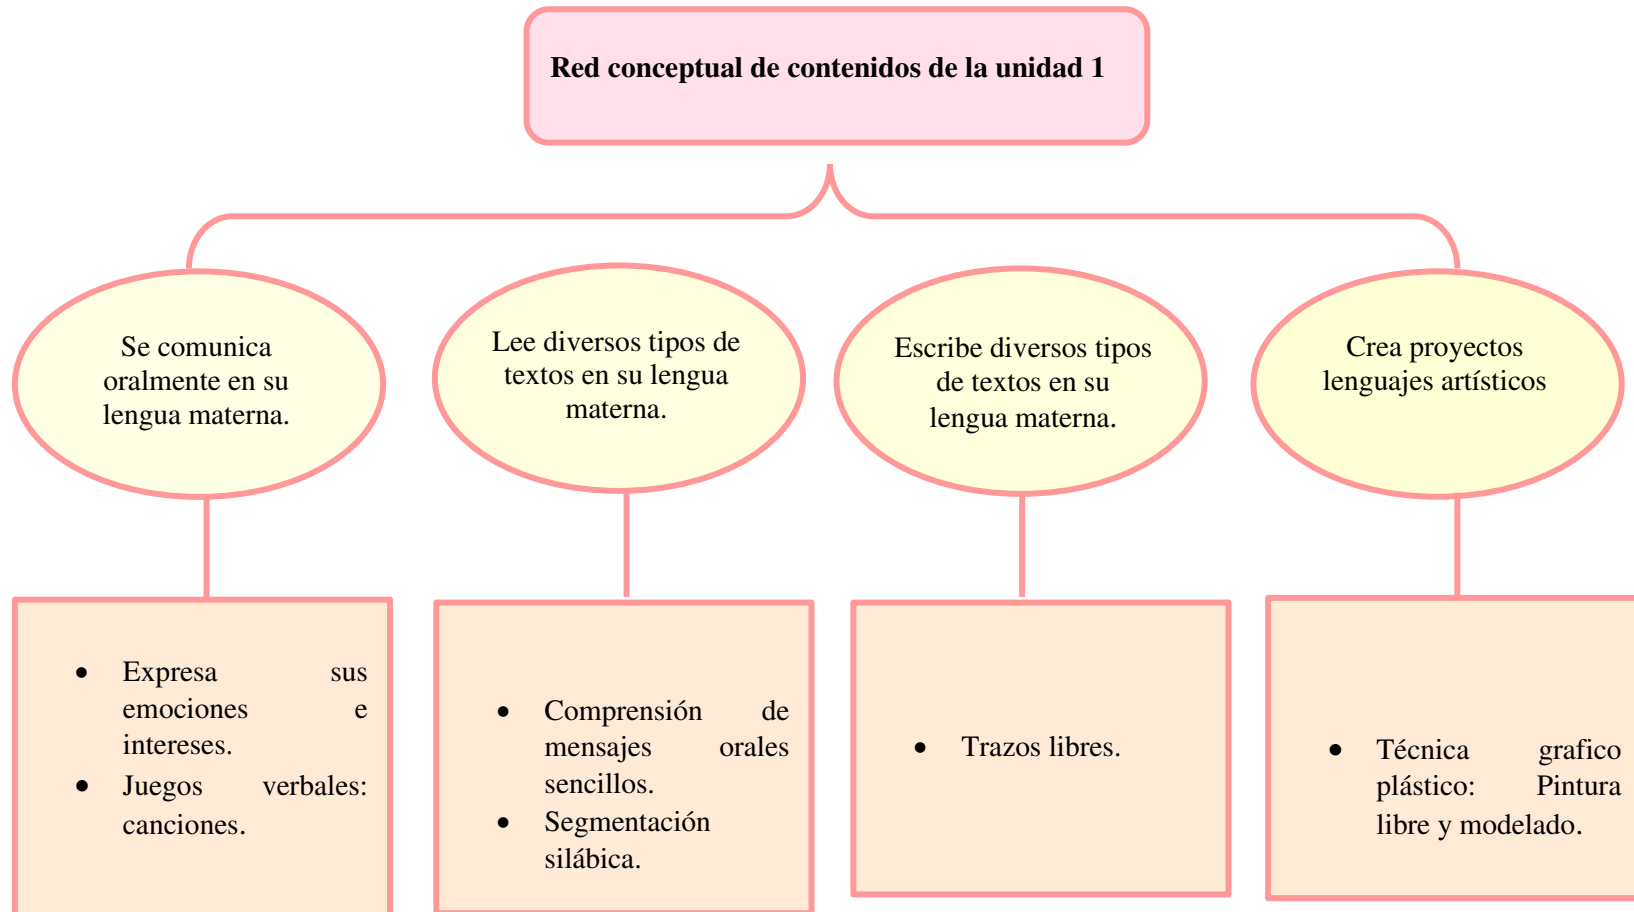 Red conceptual de contenidos de la unidad 1
Se comunica
oralmente en su
lengua materna.
Lee diversos tipos de
textos en su lengua
materna.
Escribe diversos tipos
de textos en su
lengua materna.
Crea proyectos
lenguajes artísticos
• Expresa sus
emociones e
intereses.
• Juegos verbales:
canciones.
• Comprensión de
mensajes orales
sencillos.
• Segmentación
silábica.
• Trazos libres.
• Técnica grafico
plástico: Pintura
libre y modelado.